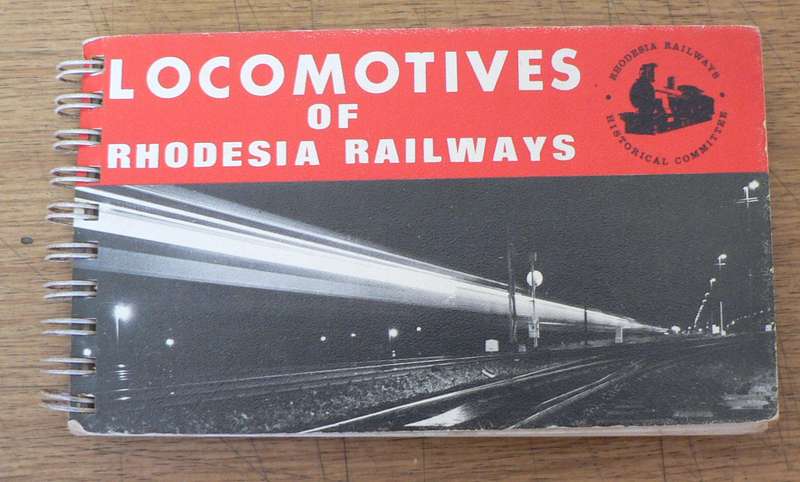 LOCOMOTIVES
OF
RHODESIA RAILWAYS
RHODESIA RAILWAYS
HISTORICAL COMMITTEE